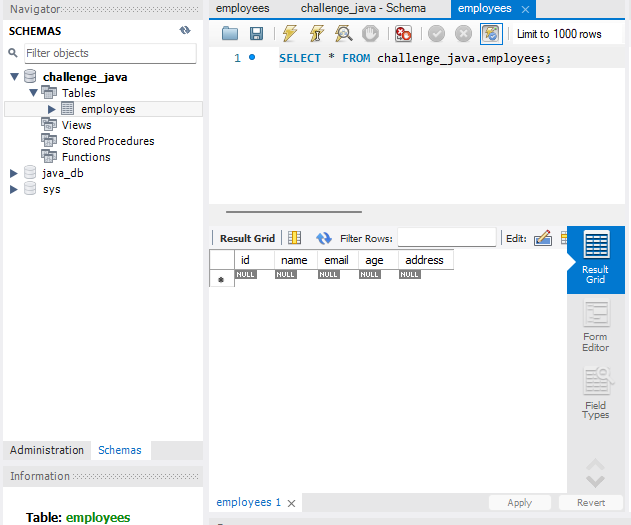 Navigator
SCHEMAS
Filter objects
challenge_java
Tables
employees
Views
Stored Procedures
Functions
java_db
sys
Administration Schemas
Information
Table: employees
employees challenge_java - Schema employees
Limit to 1000 rows
1 SELECT * FROM challenge_java.employees;
Result Grid Filter Rows: Edit:
id name email age address
* NULL NULL NULL NULL NULL
Result
Grid
Form
Editor
Field
Types
employees 1 Apply Revert